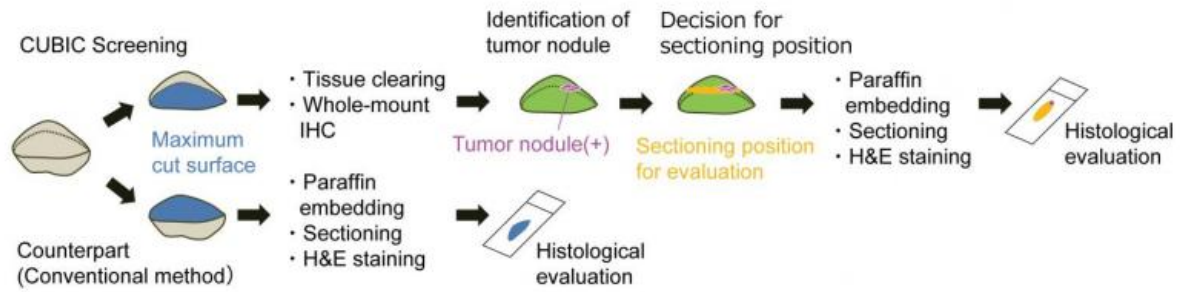 CUBIC Screening
Maximum
cut surface
・Tissue clearing
・Whole-mount
IHC
Identification of
tumor nodule
Tumor nodule(+)
Decision for
sectioning position
Sectioning position
for evaluation
・Paraffin
embedding
・Sectioning
・H&E staining
Histological
evaluation
Counterpart
(Conventional method)
・Paraffin
embedding
・Sectioning
・H&E staining
Histological
evaluation